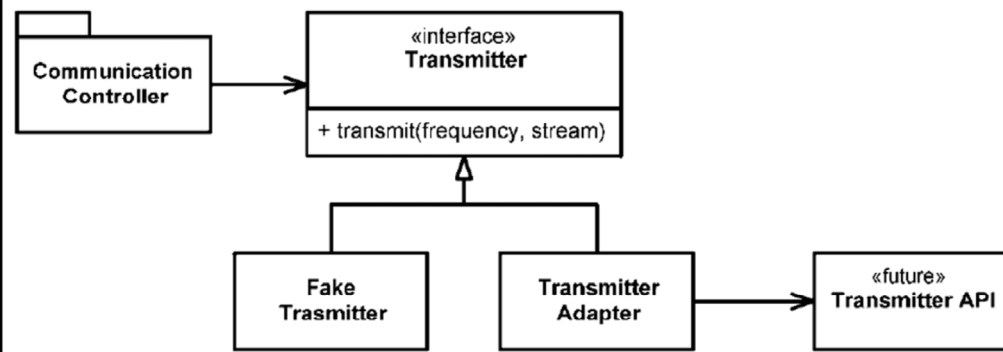 Communication
Controller
«interface»
Transmitter
+ transmit(frequency, stream)
Fake
Trasmitter
Transmitter
Adapter
«future»
Transmitter API